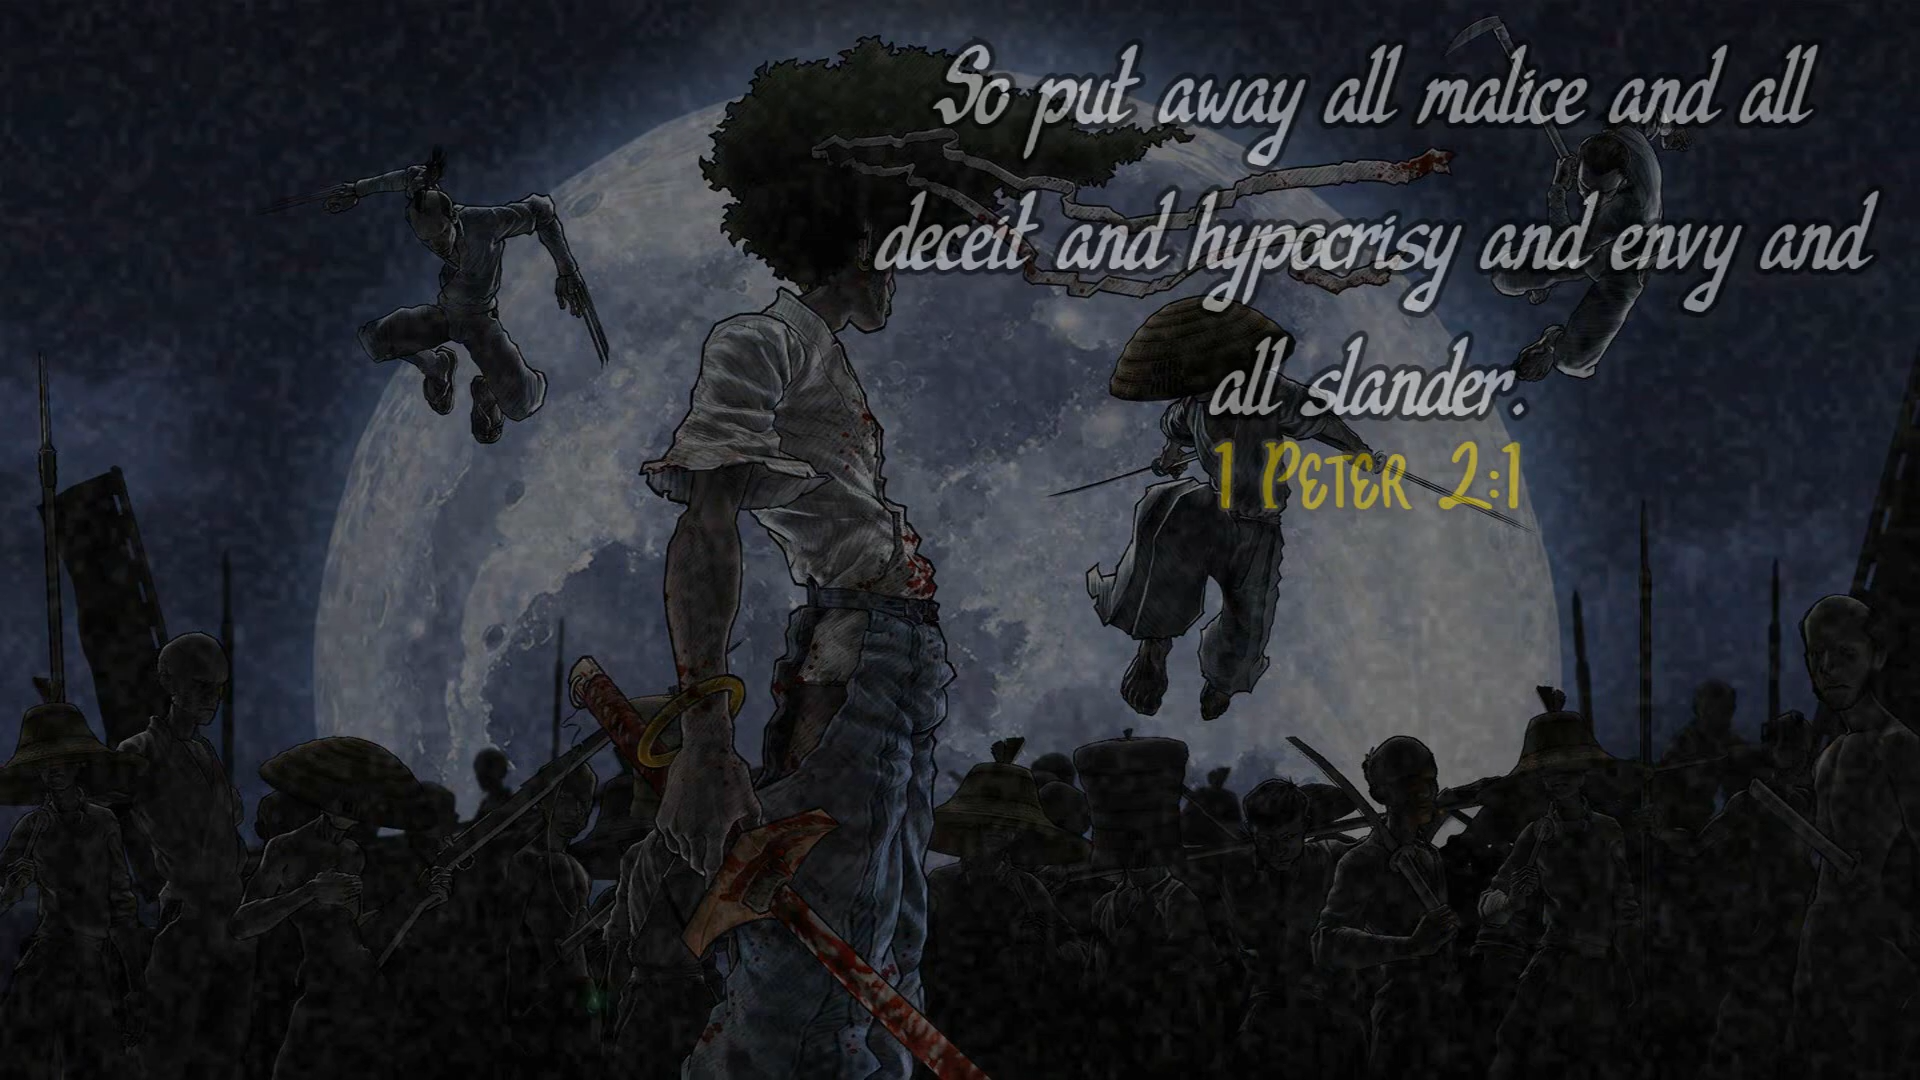 So put away all malice and all
deceit and hypocrisy and envy and
all slander.
1 Peter 2:1